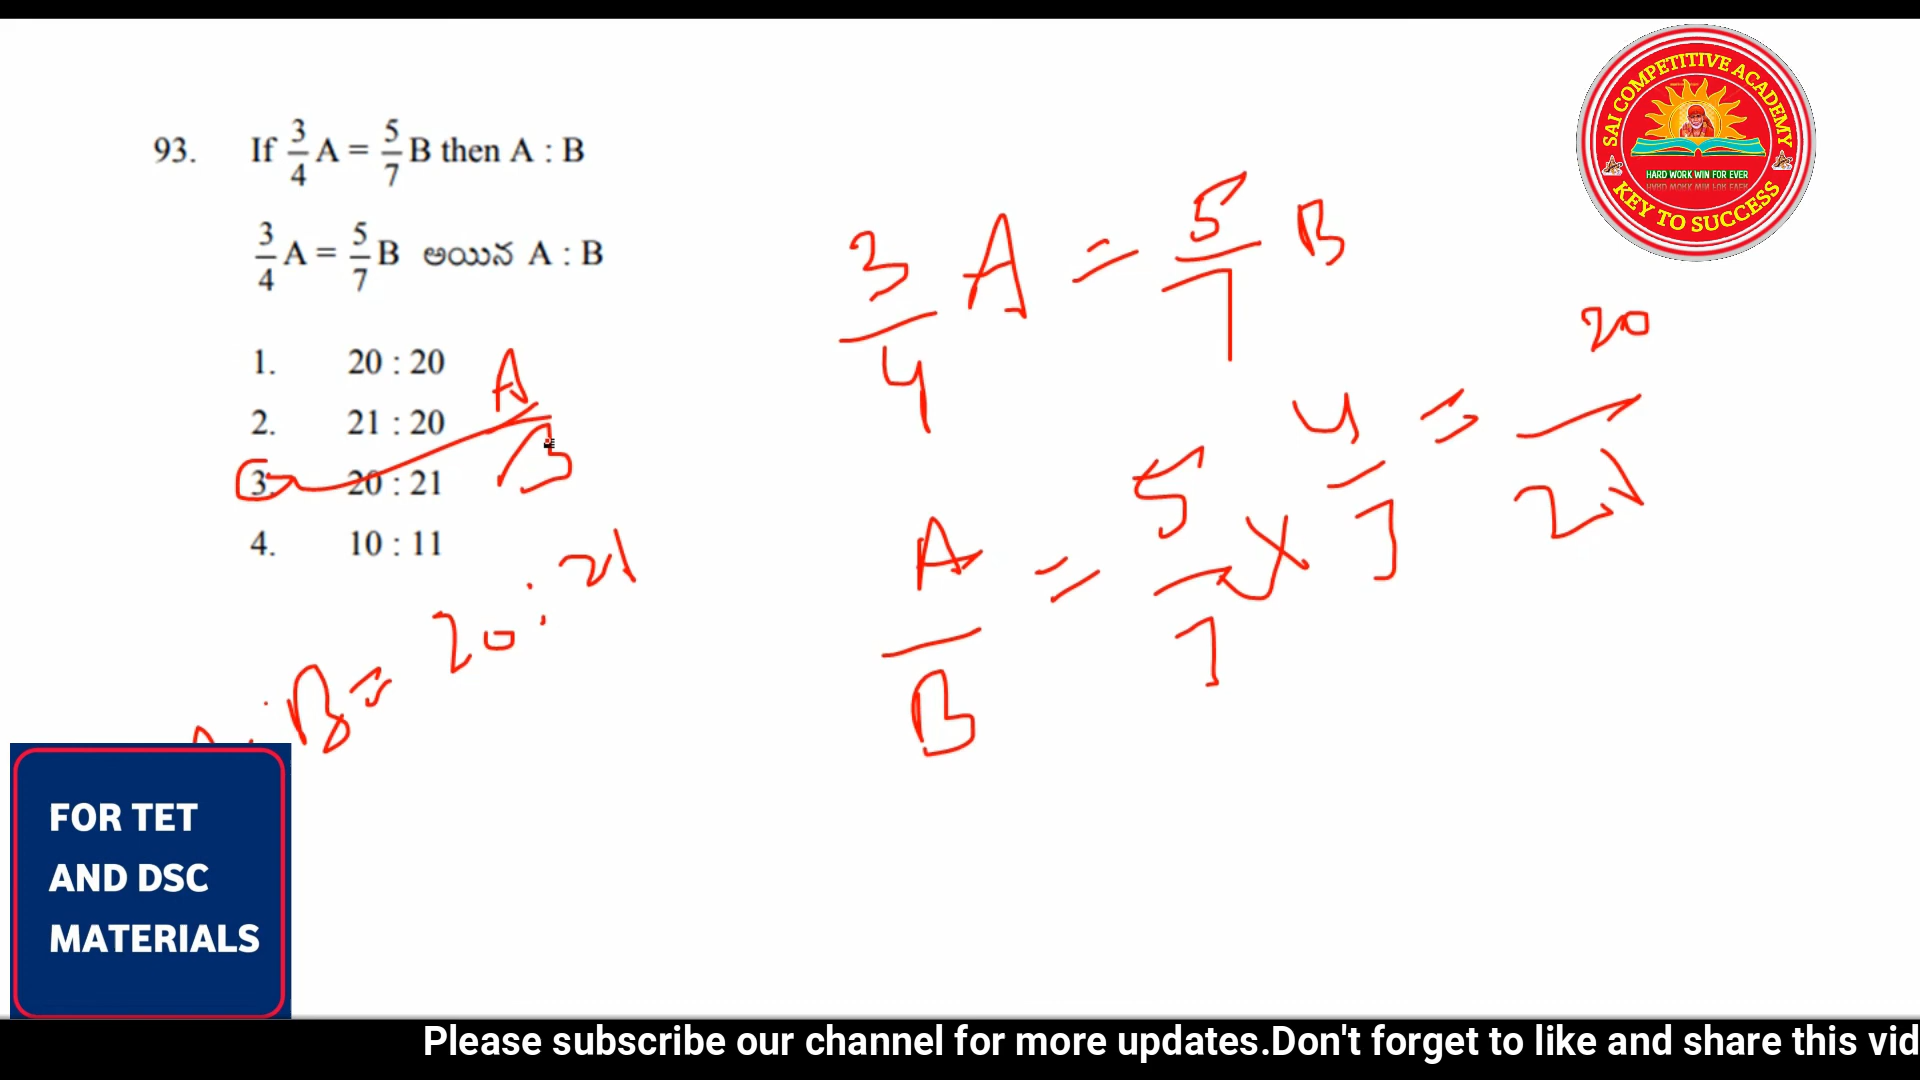 93. If 3/4 A = 5/7 B then A : B
3/4 A = 5/7 B అయిన A : B
1. 20 : 20
2. 21 : 20
3. 20 : 21
4. 10 : 11
A/B
: B = 20 : 21
3/4 A = 5/7 B
A/B = 5/7 × 4/3 = 20/21
SAI COMPETITIVE ACADEMY
HARD WORK WIN FOR EVER
KEY TO SUCCESS
FOR TET
AND DSC
MATERIALS
Please subscribe our channel for more updates.Don't forget to like and share this vid